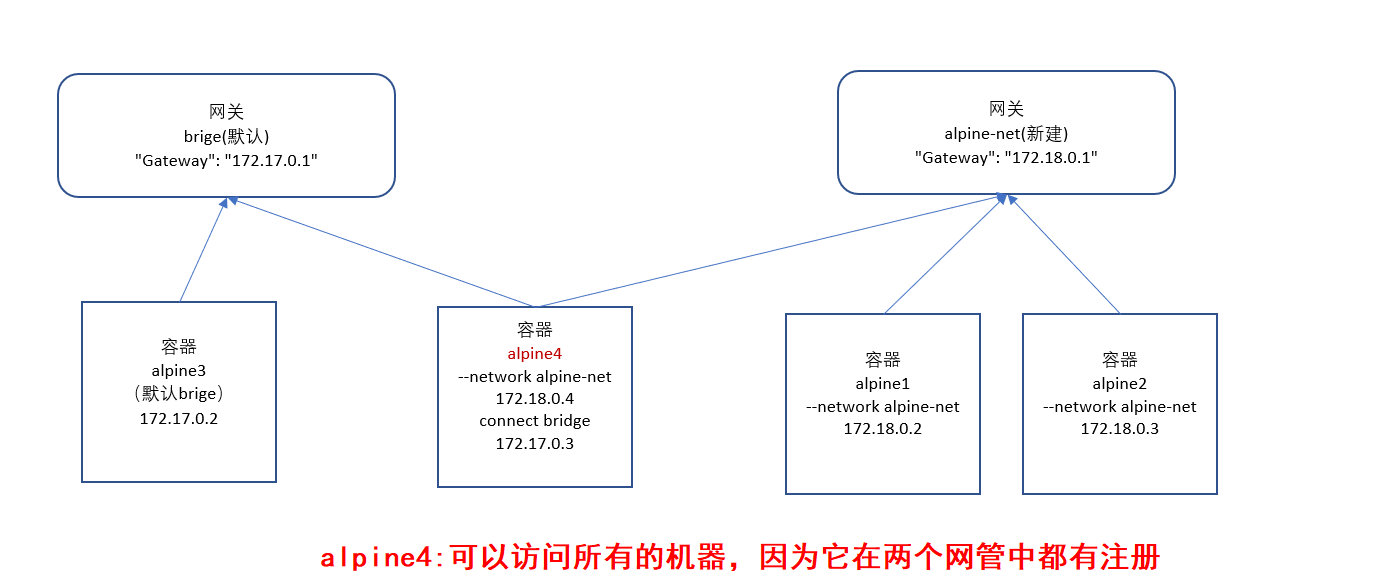 网关
brige(默认)
"Gateway": "172.17.0.1"
网关
alpine-net(新建)
"Gateway": "172.18.0.1"
容器
alpine3
（默认brige）
172.17.0.2
容器
alpine4
--network alpine-net
172.18.0.4
connect bridge
172.17.0.3
容器
alpine1
--network alpine-net
172.18.0.2
容器
alpine2
--network alpine-net
172.18.0.3
alpine4:可以访问所有的机器，因为它在两个网管中都有注册